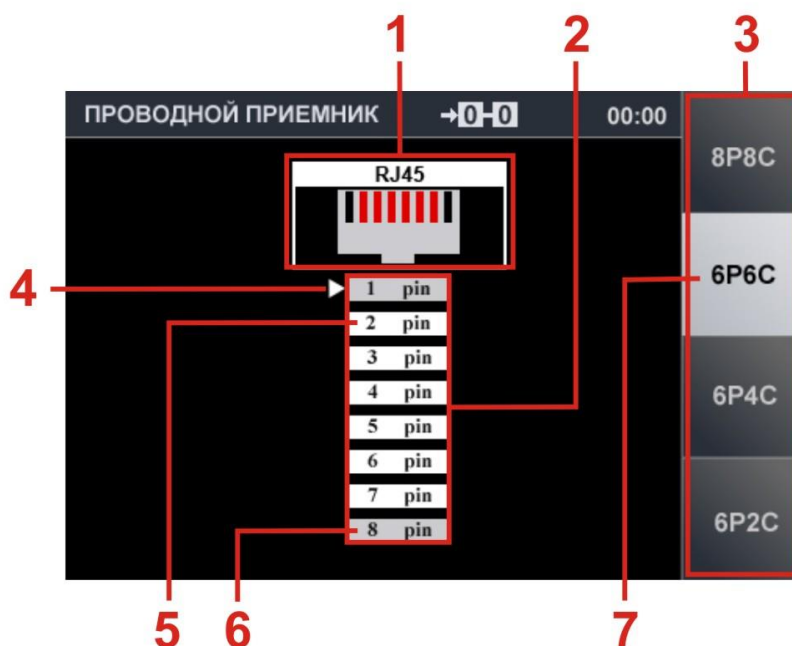 1 2 3
ПРОВОДНОЙ ПРИЕМНИК →0-0 00:00
8P8C
RJ45
6P6C
4
1 pin
2 pin
3 pin
4 pin
5 pin
6 pin
7 pin
8 pin
6P4C
6P2C
5 6 7